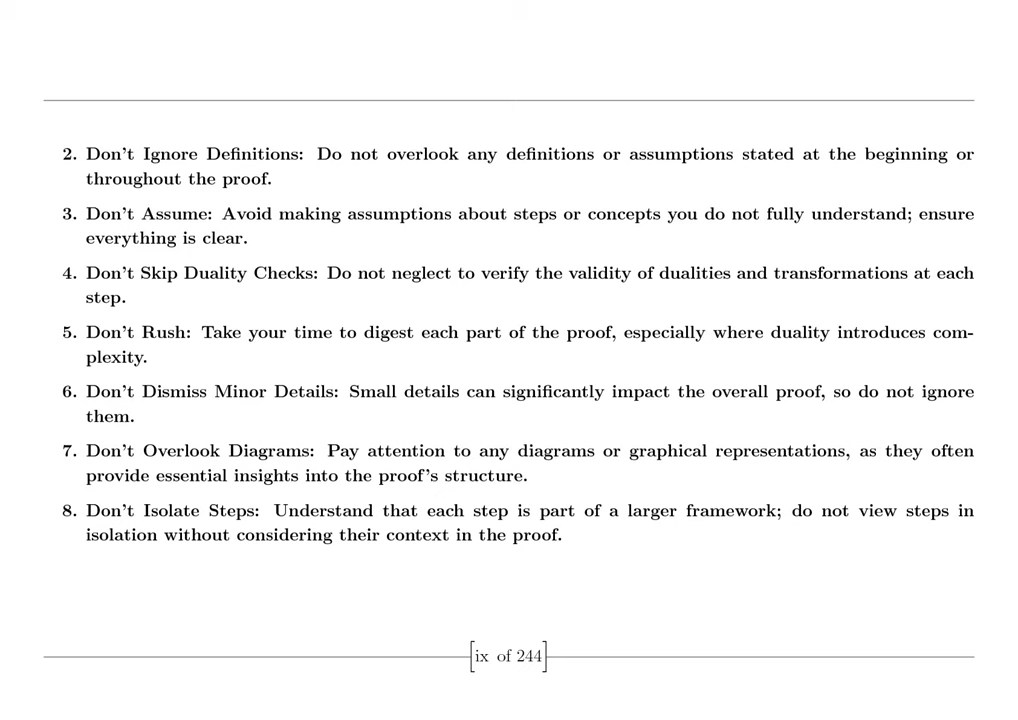 2. Don’t Ignore Definitions: Do not overlook any definitions or assumptions stated at the beginning or
throughout the proof.
3. Don’t Assume: Avoid making assumptions about steps or concepts you do not fully understand; ensure
everything is clear.
4. Don’t Skip Duality Checks: Do not neglect to verify the validity of dualities and transformations at each
step.
5. Don’t Rush: Take your time to digest each part of the proof, especially where duality introduces com-
plexity.
6. Don’t Dismiss Minor Details: Small details can significantly impact the overall proof, so do not ignore
them.
7. Don’t Overlook Diagrams: Pay attention to any diagrams or graphical representations, as they often
provide essential insights into the proof’s structure.
8. Don’t Isolate Steps: Understand that each step is part of a larger framework; do not view steps in
isolation without considering their context in the proof.
[ix of 244]